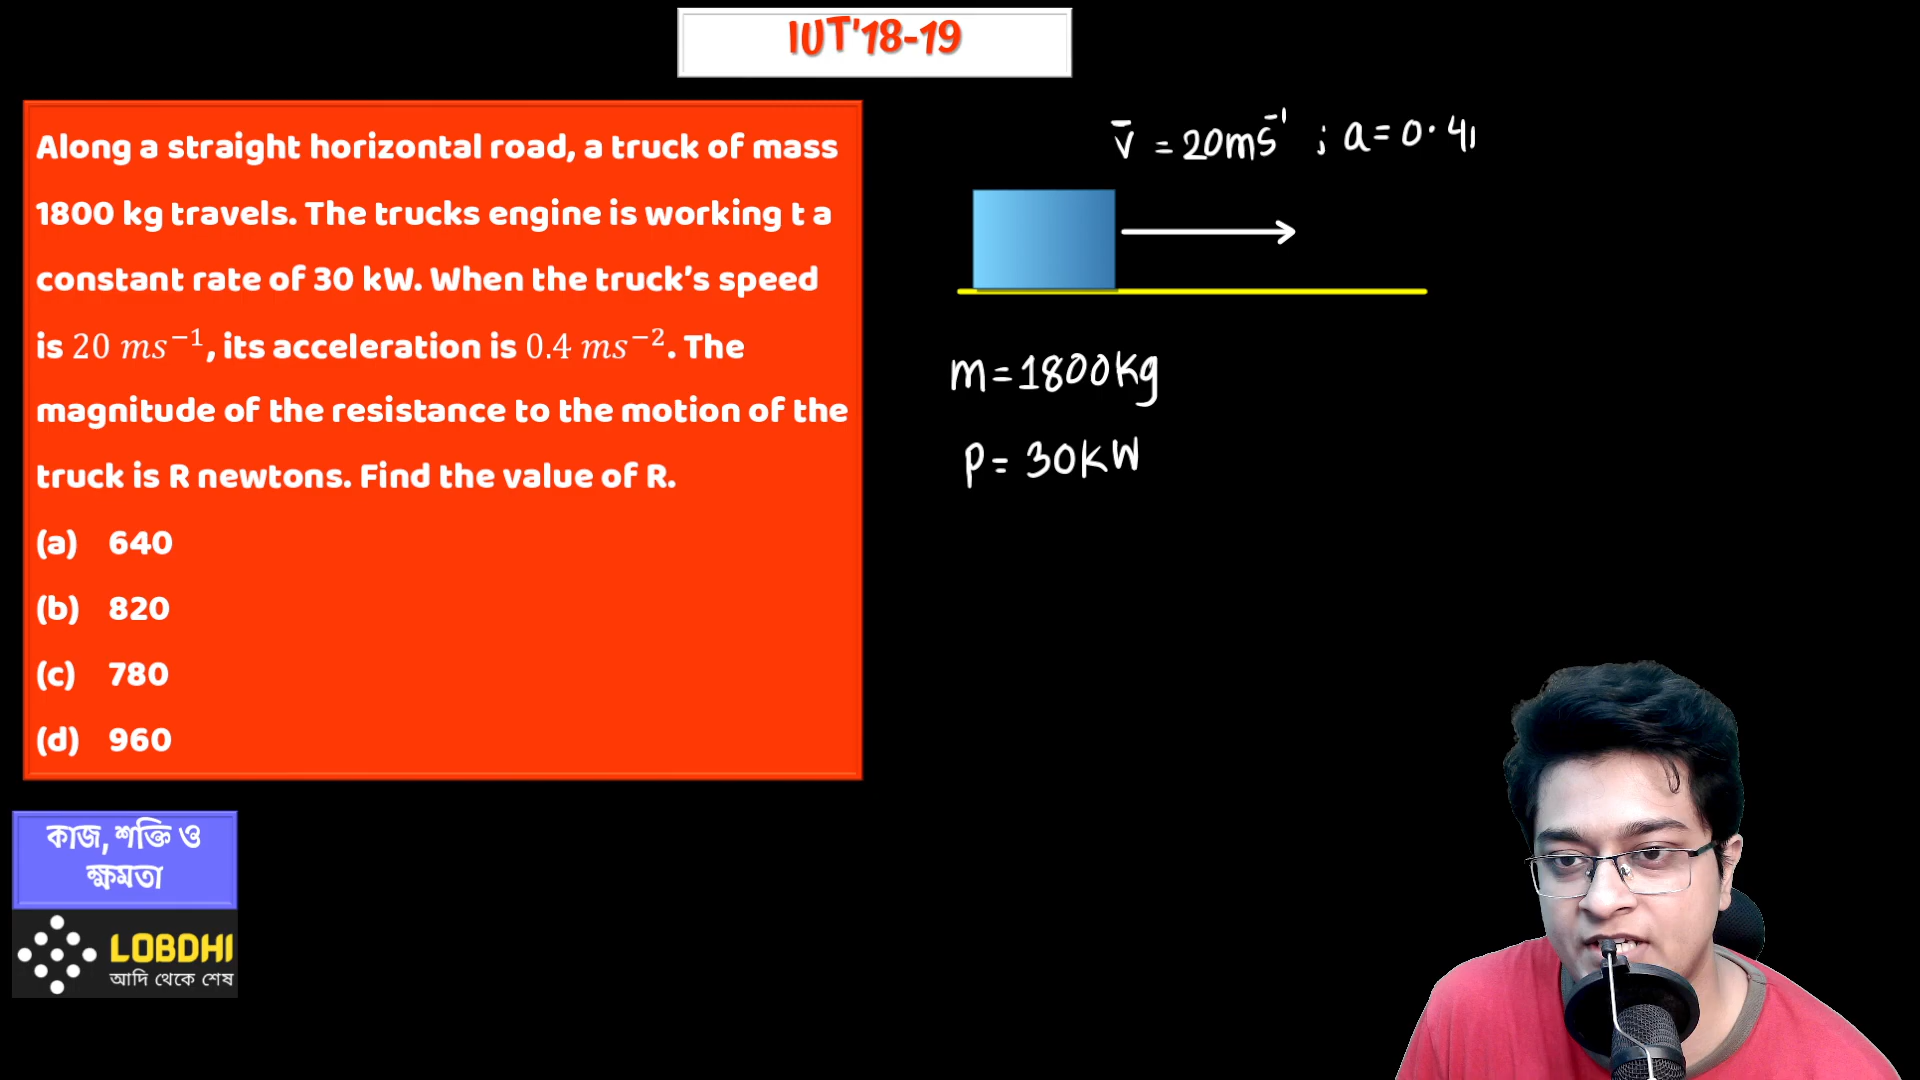 IUT'18-19
Along a straight horizontal road, a truck of mass
1800 kg travels. The trucks engine is working t a
constant rate of 30 kW. When the truck's speed
is 20 ms⁻¹, its acceleration is 0.4 ms⁻². The
magnitude of the resistance to the motion of the
truck is R newtons. Find the value of R.
(a) 640
(b) 820
(c) 780
(d) 960
v̄ = 20ms⁻¹ ; a = 0.4
m = 1800kg
P = 30kW
কাজ, শক্তি ও
ক্ষমতা
LOBDHI
আদি থেকে শেষ